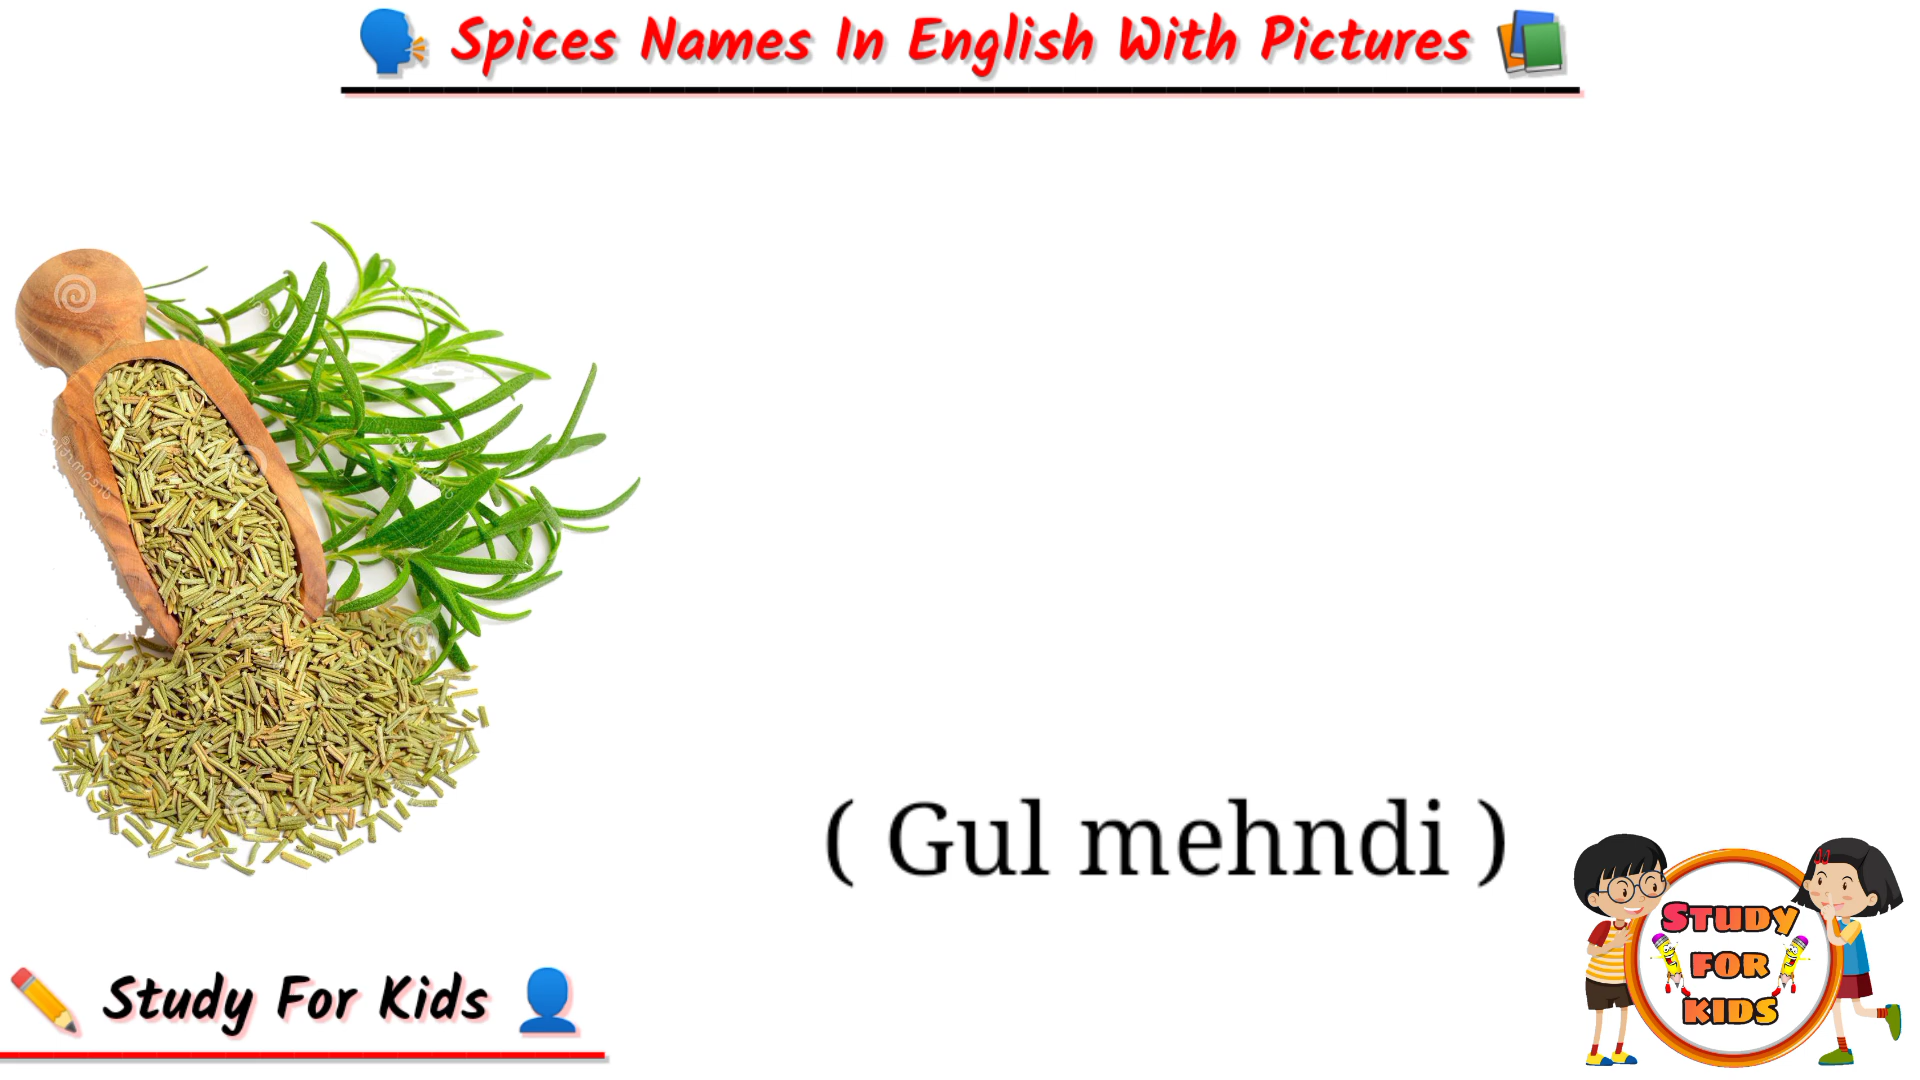 Spices Names In English With Pictures
( Gul mehndi )
Study For Kids
STUDY
FOR
KIDS